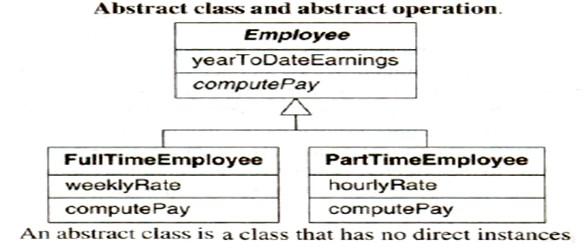 Abstract class and abstract operation.
Employee
yearToDateEarnings
computePay
FullTimeEmployee
weeklyRate
computePay
PartTimeEmployee
hourlyRate
computePay
An abstract class is a class that has no direct instances